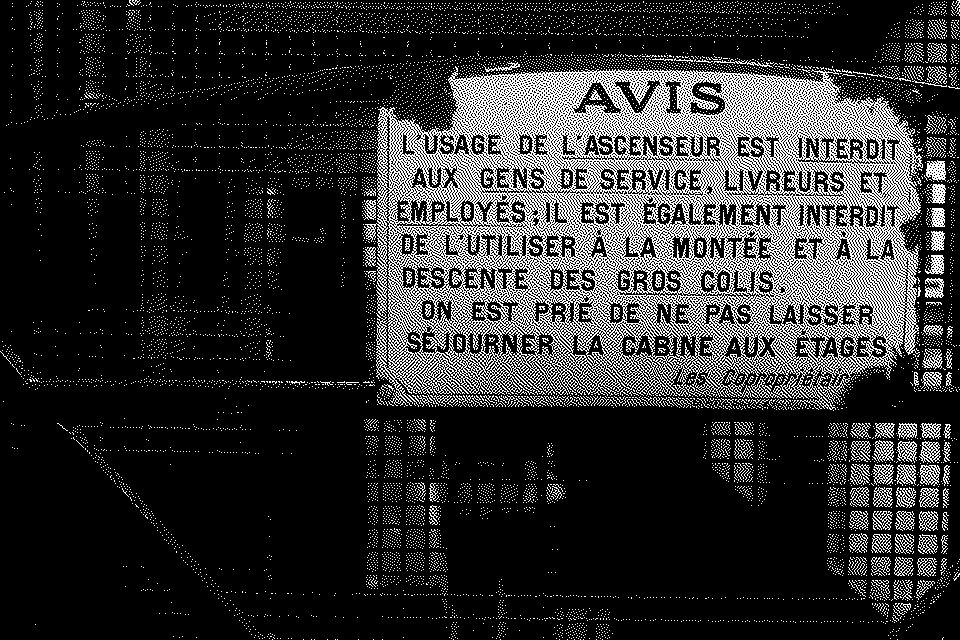 AVIS
L'USAGE DE L'ASCENSEUR EST INTERDIT
AUX GENS DE SERVICE, LIVREURS ET
EMPLOYÉS; IL EST ÉGALEMENT INTERDIT
DE L'UTILISER À LA MONTÉE ET À LA
DESCENTE DES GROS COLIS.
ON EST PRIÉ DE NE PAS LAISSER
SÉJOURNER LA CABINE AUX ÉTAGES
Les